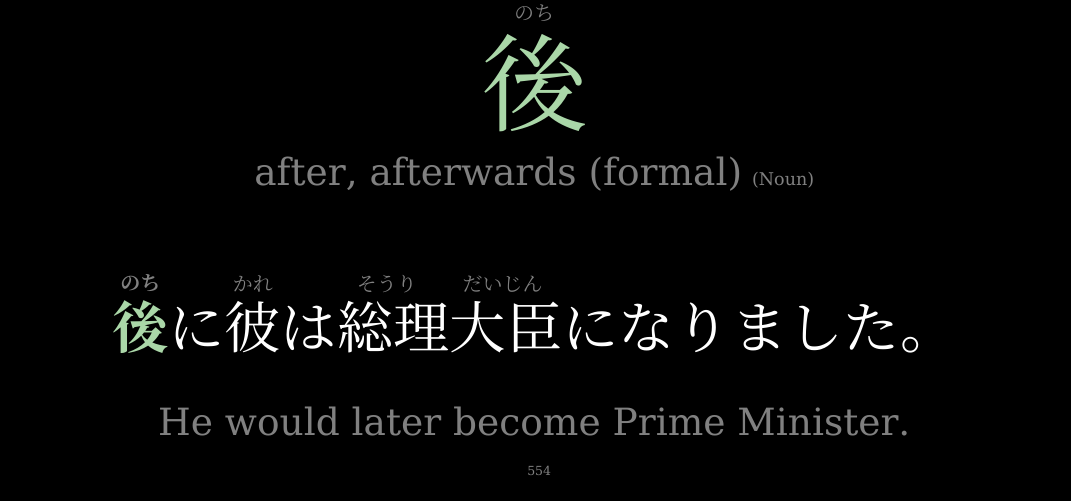 のち
後
after, afterwards (formal) (Noun)
のち かれ そうり だいじん
後に彼は総理大臣になりました。
He would later become Prime Minister.
554